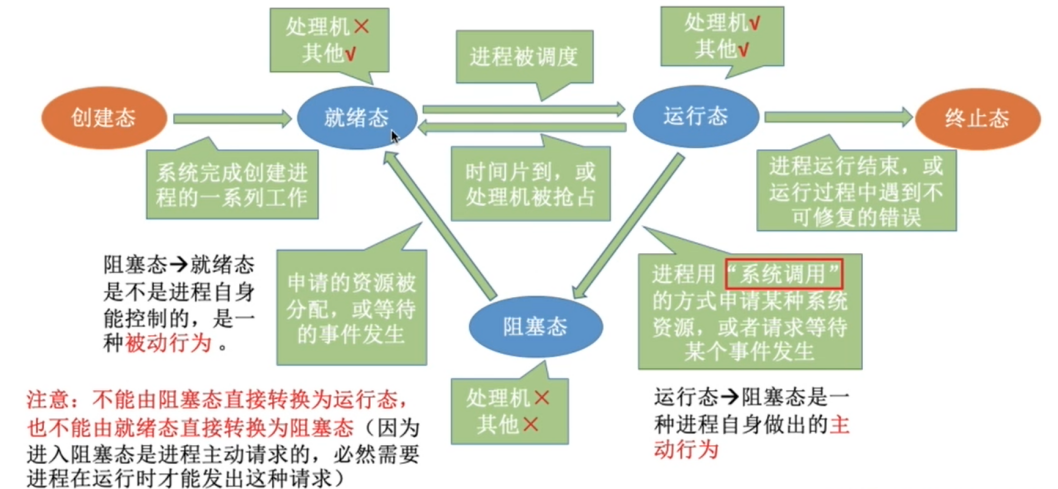 处理机×
其他√
进程被调度
处理机√
其他√
创建态
就绪态
运行态
终止态
系统完成创建进
程的一系列工作
时间片到，或
处理机被抢占
进程运行结束，或
运行过程中遇到不
可修复的错误
阻塞态→就绪态
是不是进程自身
能控制的，是一
种被动行为 。
申请的资源被
分配，或等待
的事件发生
进程用“系统调用”
的方式申请某种系统
资源，或者请求等待
某个事件发生
阻塞态
处理机×
其他×
注意：不能由阻塞态直接转换为运行态，
也不能由就绪态直接转换为阻塞态（因为
进入阻塞态是进程主动请求的，必然需要
进程在运行时才能发出这种请求）
运行态→阻塞态是一
种进程自身做出的主
动行为